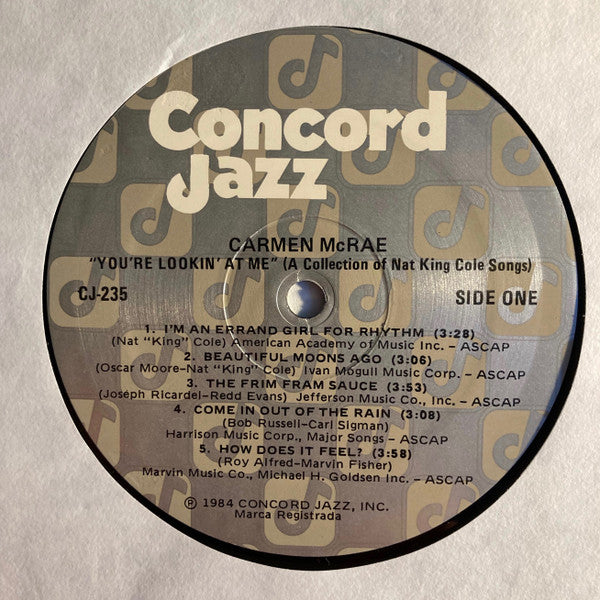 Concord
Jazz
CARMEN McRAE
"YOU'RE LOOKIN' AT ME" (A Collection of Nat King Cole Songs)
CJ-235 SIDE ONE
1. I'M AN ERRAND GIRL FOR RHYTHM (3:28)
(Nat "King" Cole) American Academy of Music Inc. – ASCAP
2. BEAUTIFUL MOONS AGO (3:06)
(Oscar Moore-Nat "King" Cole) Ivan Mogull Music Corp. – ASCAP
3. THE FRIM FRAM SAUCE (3:53)
(Joseph Ricardel-Redd Evans) Jefferson Music Co., Inc. – ASCAP
4. COME IN OUT OF THE RAIN (3:08)
(Bob Russell-Carl Sigman)
Harrison Music Corp., Major Songs – ASCAP
5. HOW DOES IT FEEL? (3:58)
(Roy Alfred-Marvin Fisher)
Marvin Music Co., Michael H. Goldsen Inc. – ASCAP
℗ 1984 CONCORD JAZZ, INC.
Marca Registrada